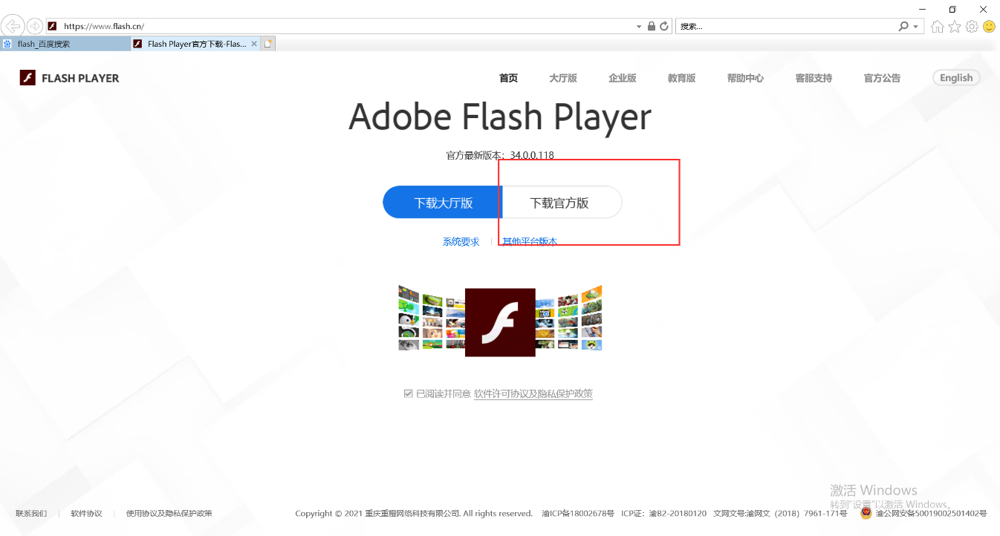 https://www.flash.cn/
搜索...
flash_百度搜索
Flash Player官方下载-Flas...
FLASH PLAYER
首页
大厅版
企业版
教育版
帮助中心
客服支持
官方公告
English
Adobe Flash Player
官方最新版本：34.0.0.118
下载大厅版
下载官方版
系统要求
其他平台版本
已阅读并同意 软件许可协议及隐私保护政策
激活 Windows
转到"设置"以激活 Windows。
联系我们
软件协议
使用协议及隐私保护政策
Copyright © 2021 重庆重橙网络科技有限公司. All rights reserved. 渝ICP备18002678号 ICP证：渝B2-20180120 文网文号:渝网文（2018）7961-171号 渝公网安备50019002501402号